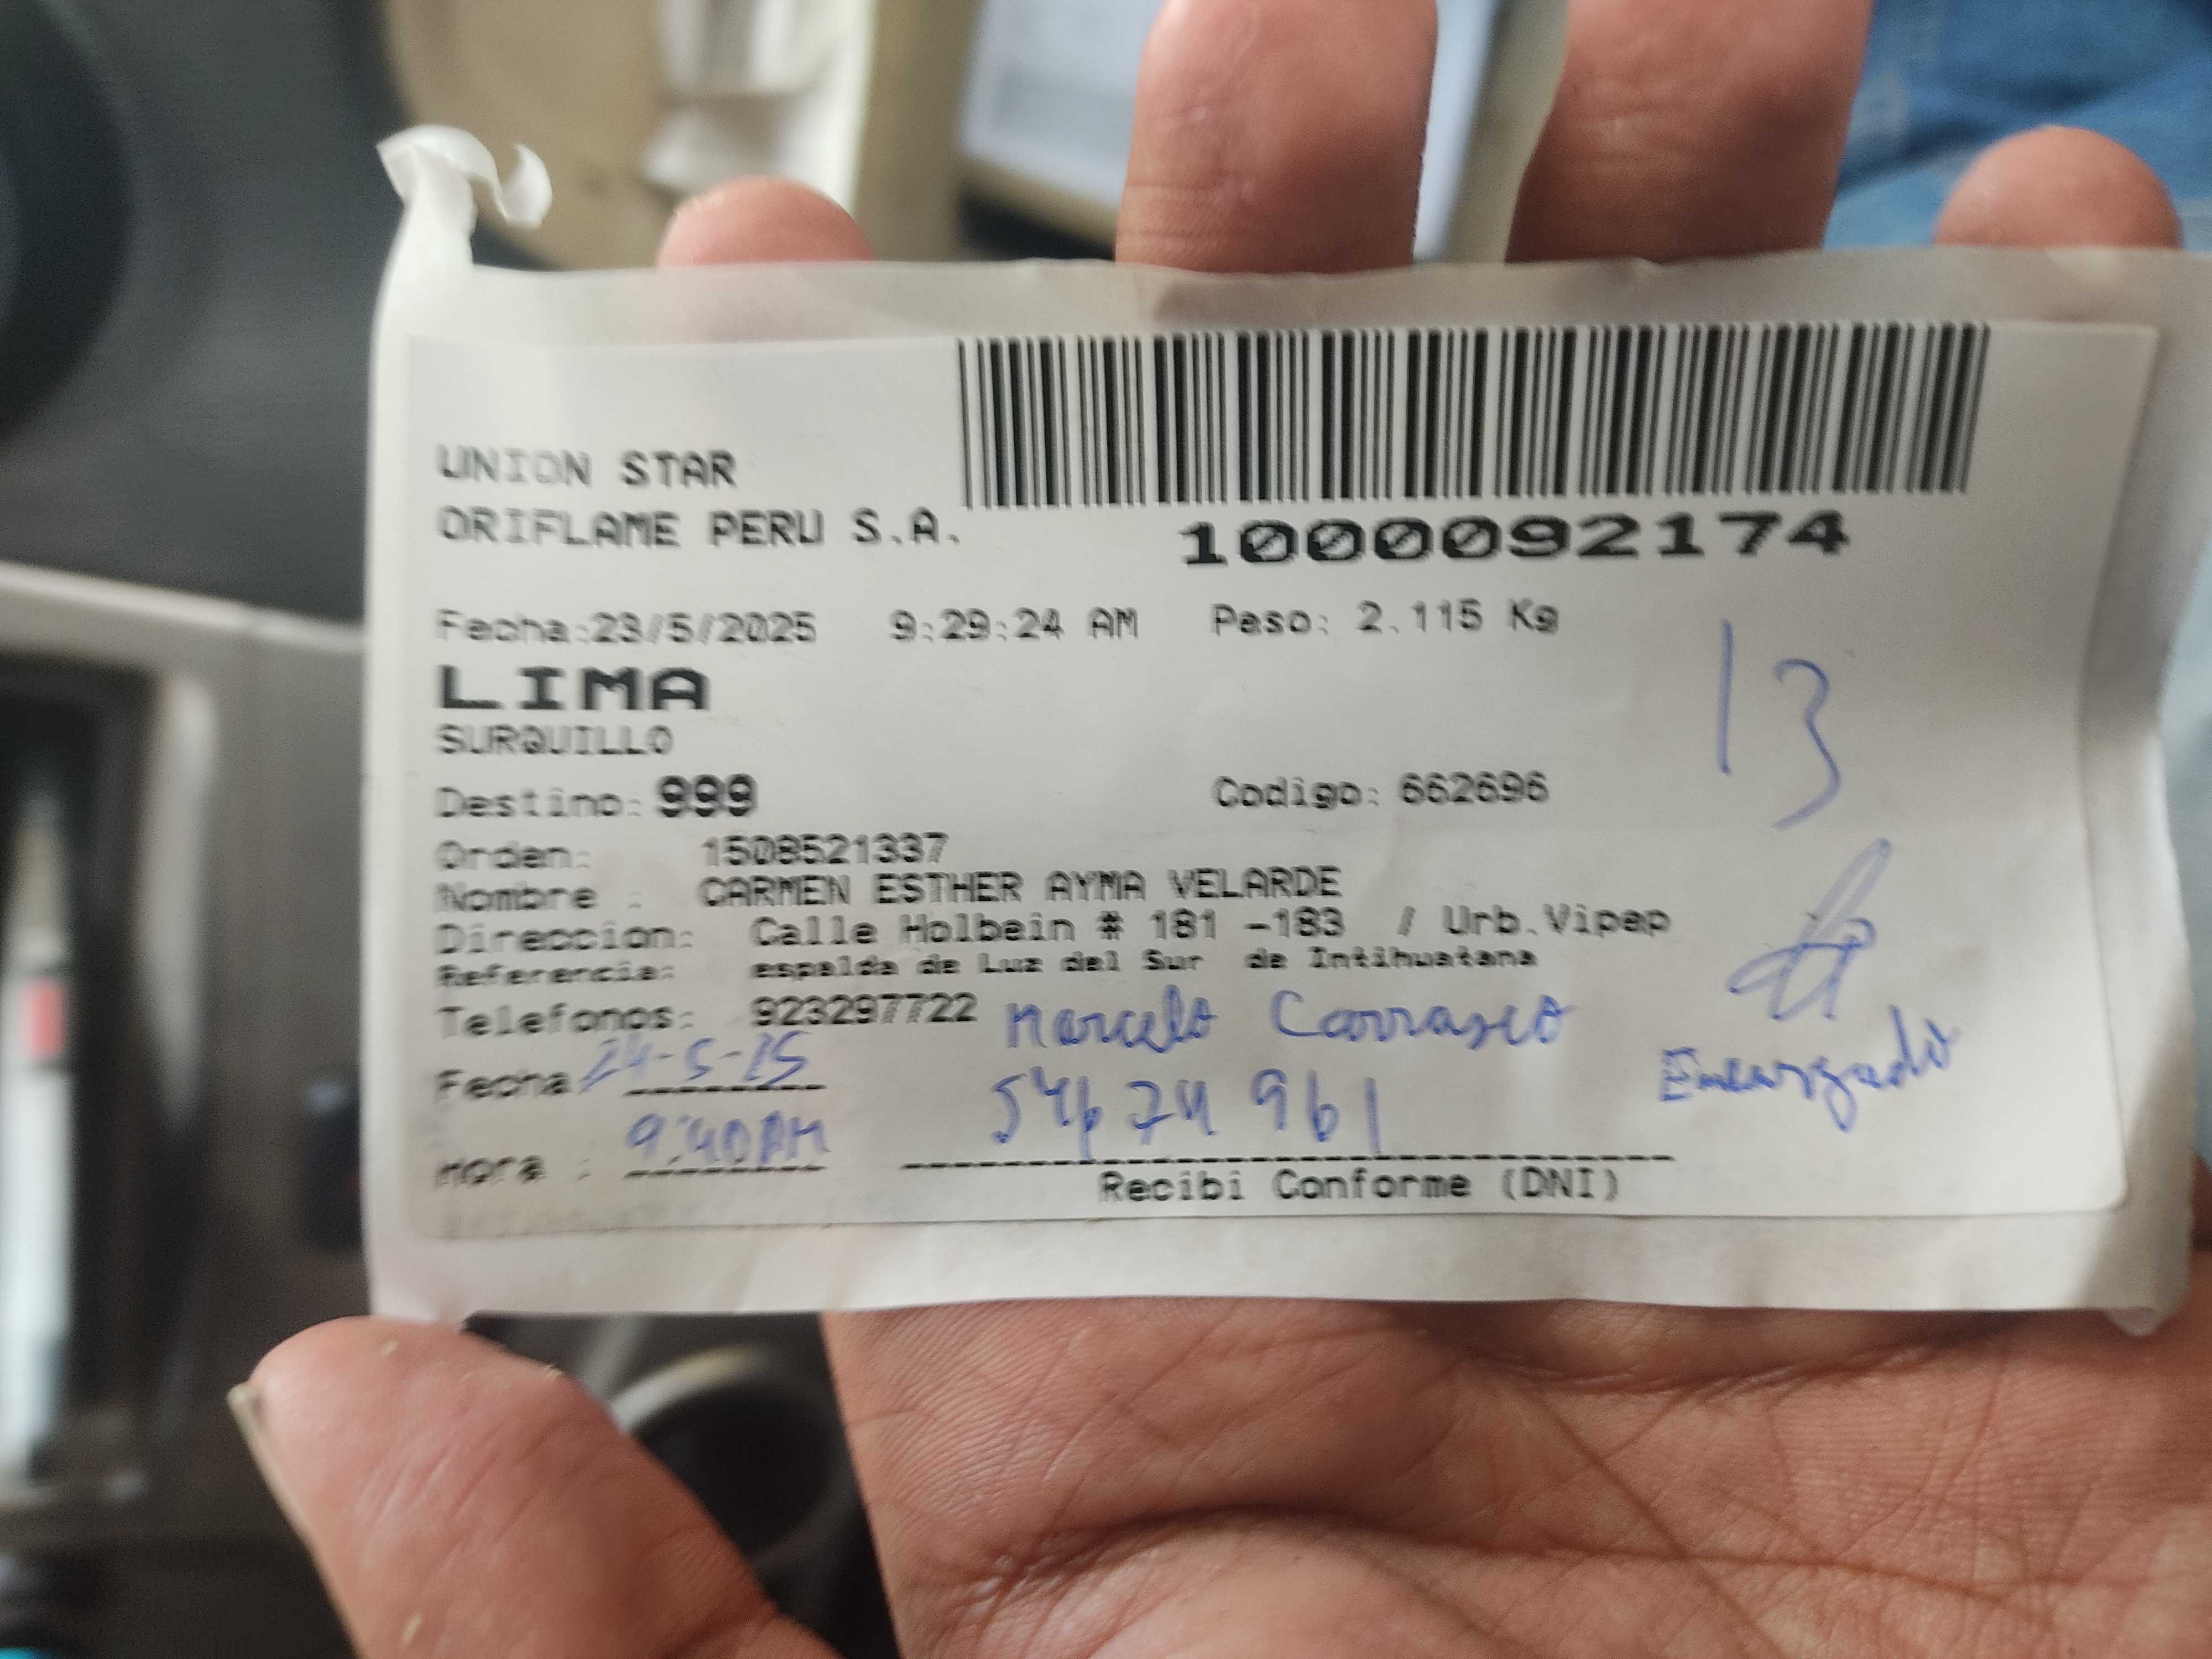 UNION STAR
ORIFLAME PERU S.A.
1000092174
Fecha:23/5/2025 9:29:24 AM Peso: 2.115 Kg
LIMA
SURQUILLO
13
Destino: 999 Codigo: 662696
Orden: 1508521337
Nombre : CARMEN ESTHER AYMA VELARDE
Direccion: Calle Holbein # 181 -183 / Urb.Vipep
Referencia: espalda de Luz del Sur de Intihuatana
Telefonos: 923297722 Marcelo Carrasco
Encargado
Fecha: 24-5-25
Hora : 9:40 AM
Recibi Conforme (DNI)